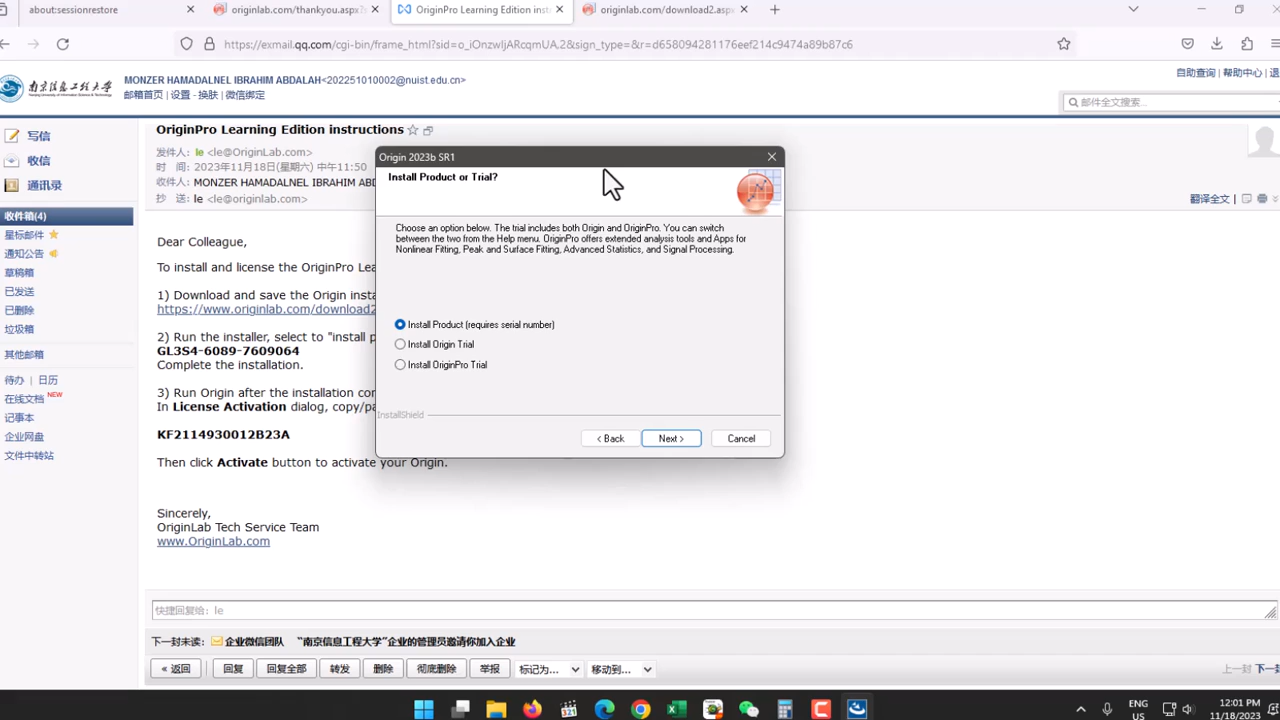 about:sessionrestore
originlab.com/thankyou.aspx?
OriginPro Learning Edition inst
originlab.com/download2.aspx
https://exmail.qq.com/cgi-bin/frame_html?sid=o_iOnzwIjARcqmUA,2&sign_type=&r=d658094281176eef214c9474a89b87c6
南京信息工程大学
MONZER HAMADALNEL IBRAHIM ABDALAH<202251010002@nuist.edu.cn>
邮箱首页 | 设置 - 换肤 | 微信绑定
自助查询 | 帮助中心 | 退
邮件全文搜索...
写信
收信
通讯录
收件箱(4)
星标邮件
通知公告
草稿箱
已发送
已删除
垃圾箱
其他邮箱
待办 | 日历
在线文档 NEW
记事本
企业网盘
文件中转站
OriginPro Learning Edition instructions
发件人: le <le@OriginLab.com>
时 间: 2023年11月18日(星期六) 中午11:50
收件人: MONZER HAMADALNEL IBRAHIM ABD
抄 送: le <le@originlab.com>
翻译全文
Dear Colleague,
To install and license the OriginPro Lea
1) Download and save the Origin insta
https://www.originlab.com/download2
2) Run the installer, select to "install p
GL3S4-6089-7609064
Complete the installation.
3) Run Origin after the installation con
In License Activation dialog, copy/pa
KF2114930012B23A
Then click Activate button to activate your Origin.
Sincerely,
OriginLab Tech Service Team
www.OriginLab.com
Origin 2023b SR1
Install Product or Trial?
Choose an option below. The trial includes both Origin and OriginPro. You can switch
between the two from the Help menu. OriginPro offers extended analysis tools and Apps for
Nonlinear Fitting, Peak and Surface Fitting, Advanced Statistics, and Signal Processing.
Install Product (requires serial number)
Install Origin Trial
Install OriginPro Trial
InstallShield
< Back
Next >
Cancel
快捷回复给: le
下一封未读: 企业微信团队 “南京信息工程大学”企业的管理员邀请你加入企业
« 返回
回复
回复全部
转发
删除
彻底删除
举报
标记为...
移动到...
上一封 下一封
ENG
US
12:01 PM
11/18/2023